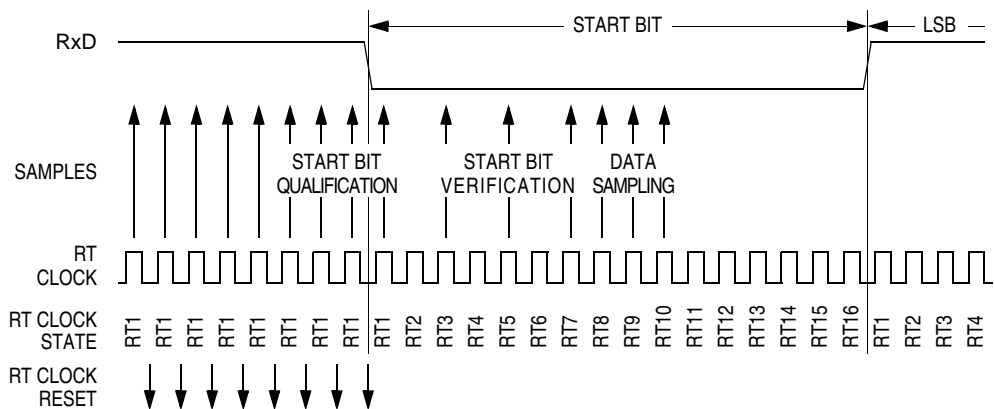 START BIT LSB
RxD
SAMPLES
START BIT
QUALIFICATION
START BIT
VERIFICATION
DATA
SAMPLING
RT
CLOCK
RT CLOCK
STATE
RT1 RT1 RT1 RT1 RT1 RT1 RT1 RT1 RT1 RT2 RT3 RT4 RT5 RT6 RT7 RT8 RT9 RT10 RT11 RT12 RT13 RT14 RT15 RT16 RT1 RT2 RT3 RT4
RT CLOCK
RESET